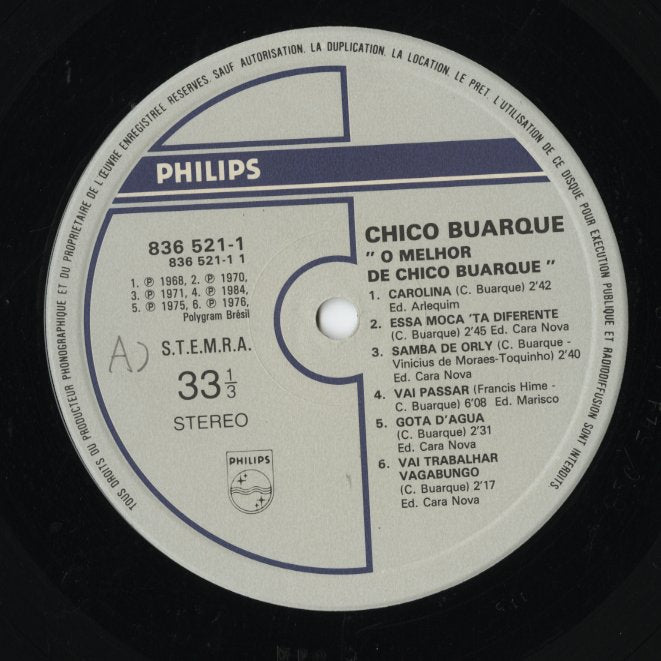 TOUS DROITS DU PRODUCTEUR PHONOGRAPHIQUE ET DU PROPRIETAIRE DE L'ŒUVRE ENREGISTREE RESERVES, SAUF AUTORISATION, LA DUPLICATION, LA LOCATION, LE PRET, L'UTILISATION DE CE DISQUE POUR EXECUTION PUBLIQUE ET RADIODIFFUSION SONT INTERDITS
PHILIPS
836 521-1
836 521-1 1
1. ℗ 1968, 2. ℗ 1970,
3. ℗ 1971, 4. ℗ 1984,
5. ℗ 1975, 6. ℗ 1976,
Polygram Brésil
A)
S.T.E.M.R.A.
33 1/3
STEREO
PHILIPS
CHICO BUARQUE
" O MELHOR
DE CHICO BUARQUE "
1. CAROLINA (C. Buarque) 2'42
Ed. Arlequim
2. ESSA MOCA 'TA DIFERENTE
(C. Buarque) 2'45 Ed. Cara Nova
3. SAMBA DE ORLY (C. Buarque -
Vinicius de Moraes-Toquinho) 2'40
Ed. Cara Nova
4. VAI PASSAR (Francis Hime -
C. Buarque) 6'08 Ed. Marisco
5. GOTA D'AGUA
(C. Buarque) 2'31
Ed. Cara Nova
6. VAI TRABALHAR
VAGABUNGO
(C. Buarque) 2'17
Ed. Cara Nova